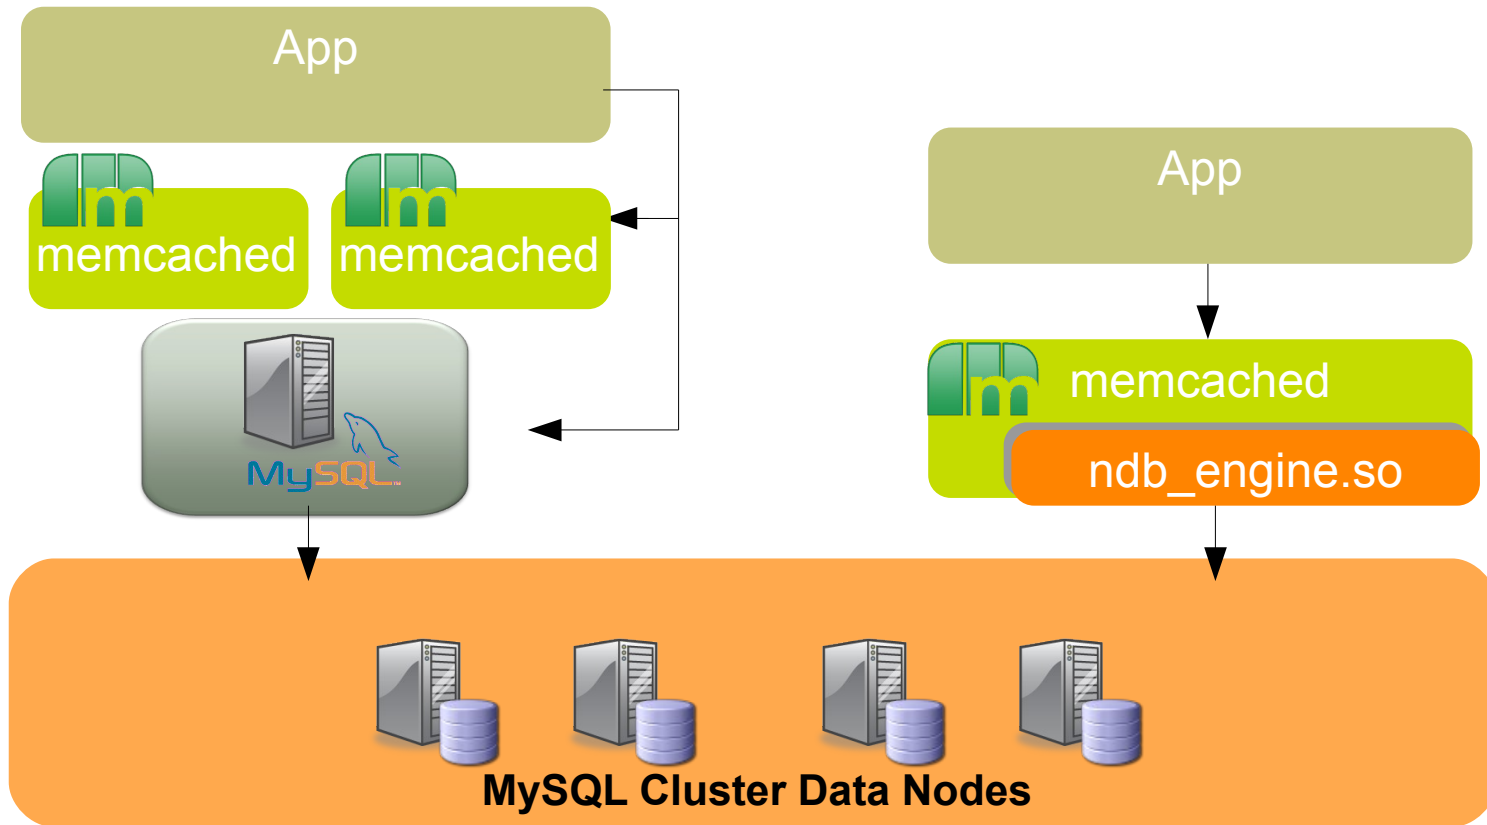 App
memcached
memcached
MySQL
App
m
memcached
ndb_engine.so
MySQL Cluster Data Nodes